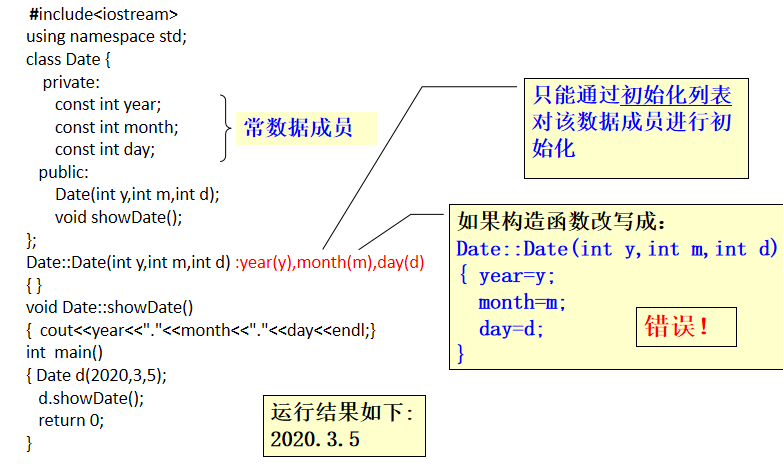 #include<iostream>
using namespace std;
class Date {
private:
const int year;
const int month;
const int day;
public:
Date(int y,int m,int d);
void showDate();
};
Date::Date(int y,int m,int d) :year(y),month(m),day(d)
{ }
void Date::showDate()
{ cout<<year<<"."<<month<<"."<<day<<endl;}
int main()
{ Date d(2020,3,5);
d.showDate();
return 0;
}
常数据成员
只能通过初始化列表
对该数据成员进行初
始化
如果构造函数改写成：
Date::Date(int y,int m,int d)
{ year=y;
month=m;
day=d;
}
错误！
运行结果如下：
2020.3.5